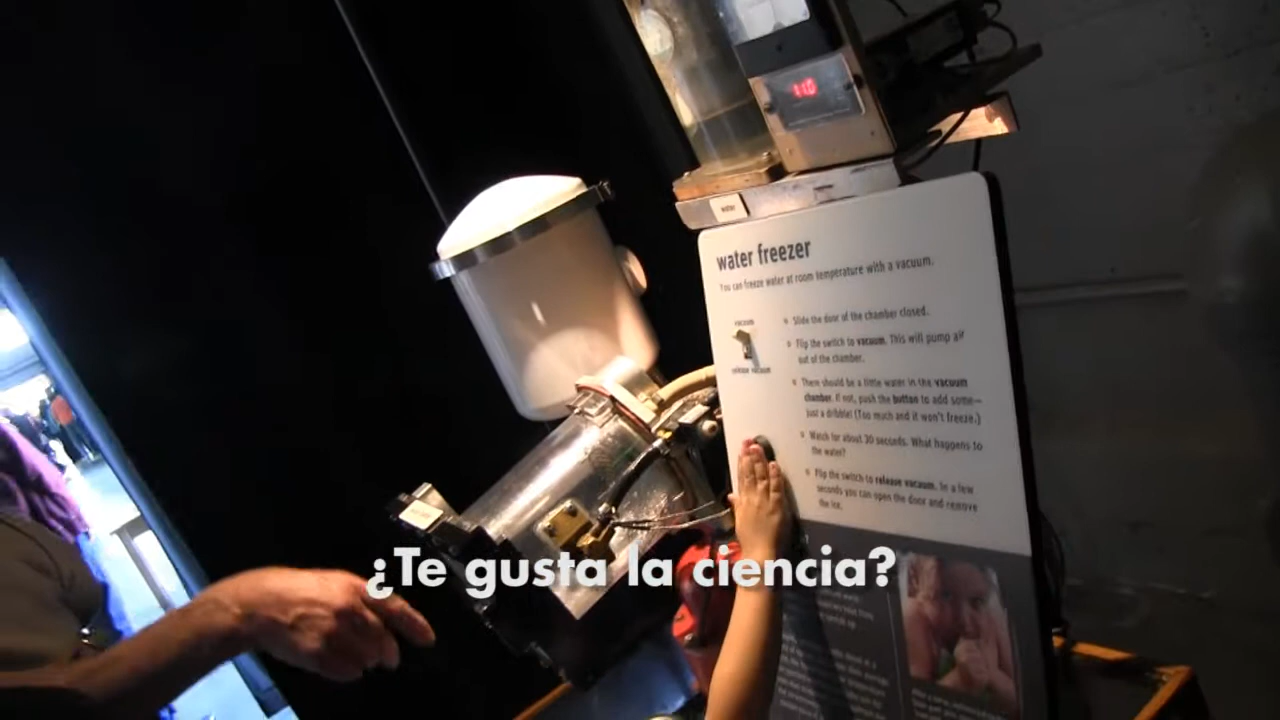 110
water
water freezer
You can freeze water at room temperature with a vacuum.
vacuum
release vacuum
Slide the door of the chamber closed.
Flip the switch to vacuum. This will pump air
out of the chamber.
There should be a little water in the vacuum
chamber. If not, push the button to add some—
just a dribble! (Too much and it won't freeze.)
Watch for about 30 seconds. What happens to
the water?
Flip the switch to release vacuum. In a few
seconds you can open the door and remove
the ice.
¿Te gusta la ciencia?